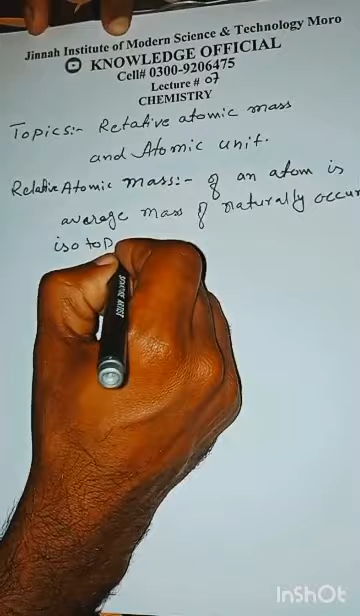 Jinnah Institute of Modern Science & Technology Moro
KNOWLEDGE OFFICIAL
Cell# 0300-9206475
Lecture # 07
CHEMISTRY
Topics:- Relative atomic mass
and Atomic unit.
Relative Atomic mass:- of an atom is
average mass of naturally occur
isotop
InShOt